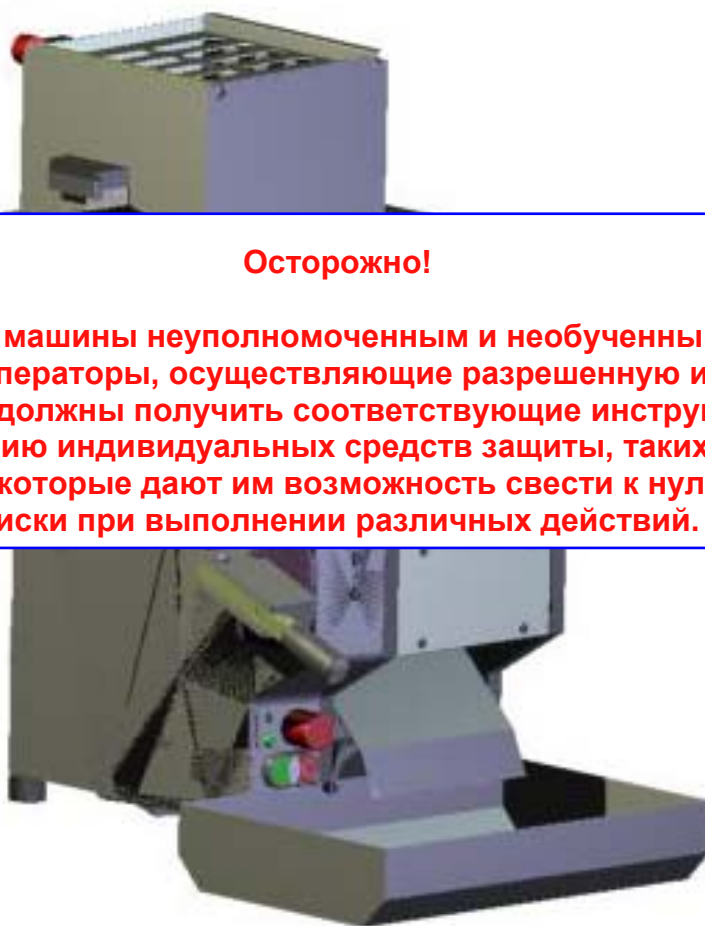 Осторожно!
машины неуполномоченным и необученны
ператоры, осуществляющие разрешенную и
должны получить соответствующие инстру
ию индивидуальных средств защиты, таких
которые дают им возможность свести к нул
иски при выполнении различных действий.